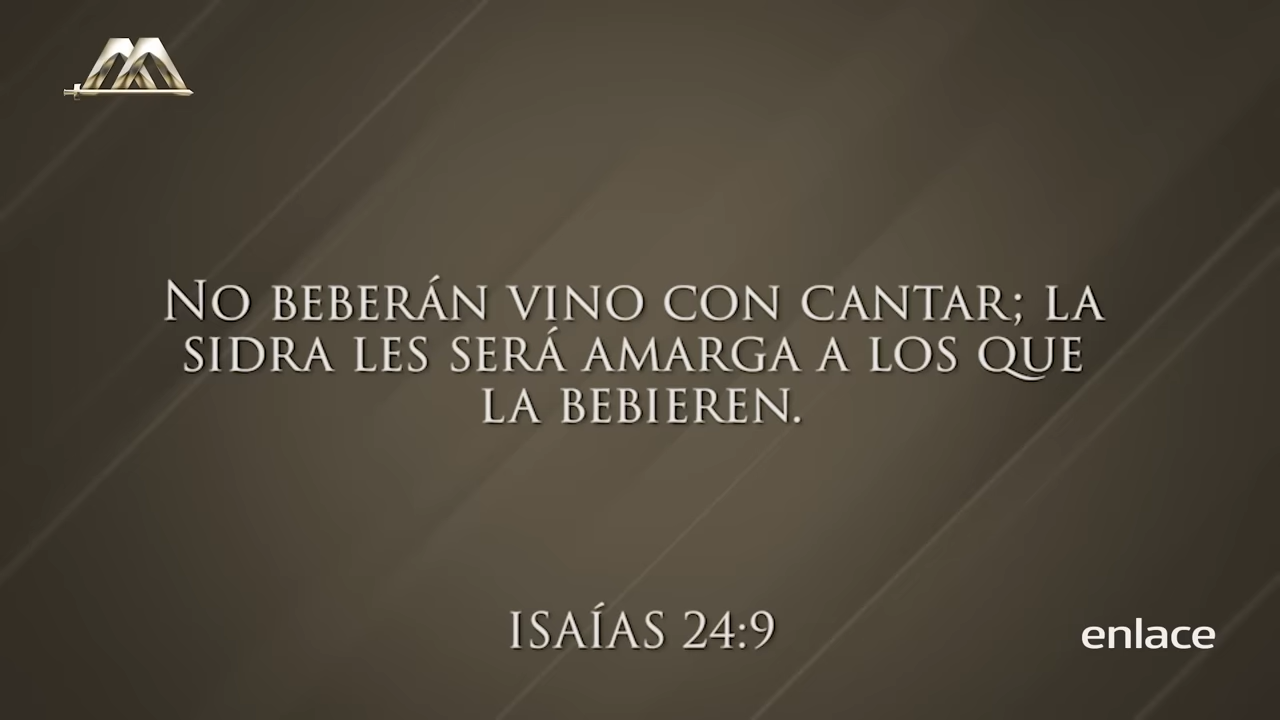 No beberán vino con cantar; la
sidra les será amarga a los que
la bebieren.
Isaías 24:9
enlace